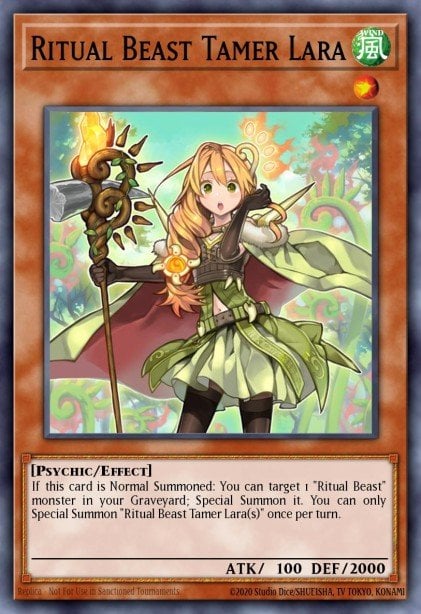 Ritual Beast Tamer Lara
WIND
風
[Psychic/Effect]
If this card is Normal Summoned: You can target 1 "Ritual Beast"
monster in your Graveyard; Special Summon it. You can only
Special Summon "Ritual Beast Tamer Lara(s)" once per turn.
ATK/ 100 DEF/2000
Replica - Not For Use in Sanctioned Tournaments
©2020 Studio Dice/SHUEISHA, TV TOKYO, KONAMI